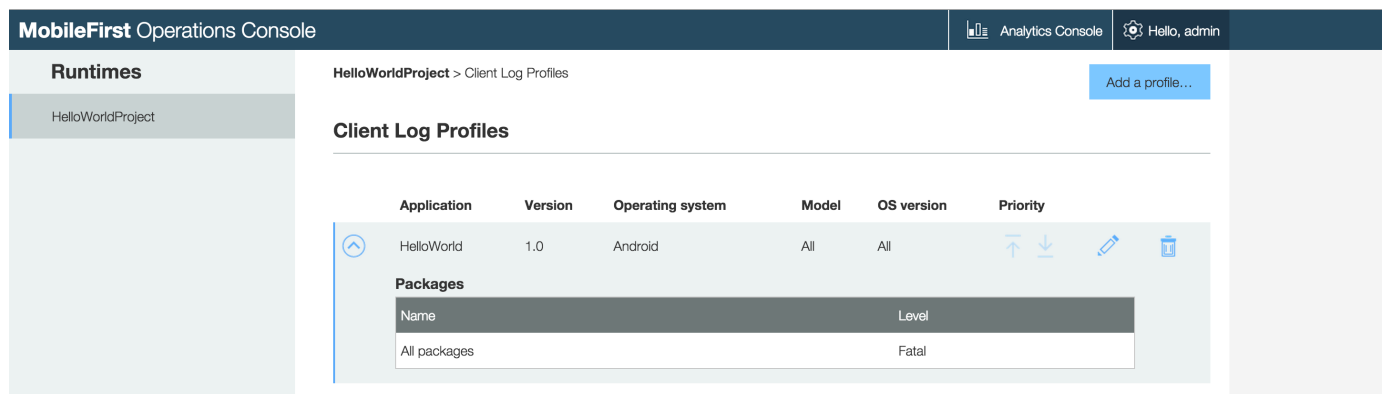 MobileFirst Operations Console
Analytics Console
Hello, admin
Runtimes
HelloWorldProject
HelloWorldProject > Client Log Profiles
Add a profile...
Client Log Profiles
Application Version Operating system Model OS version Priority
HelloWorld 1.0 Android All All
Packages
Name Level
All packages Fatal